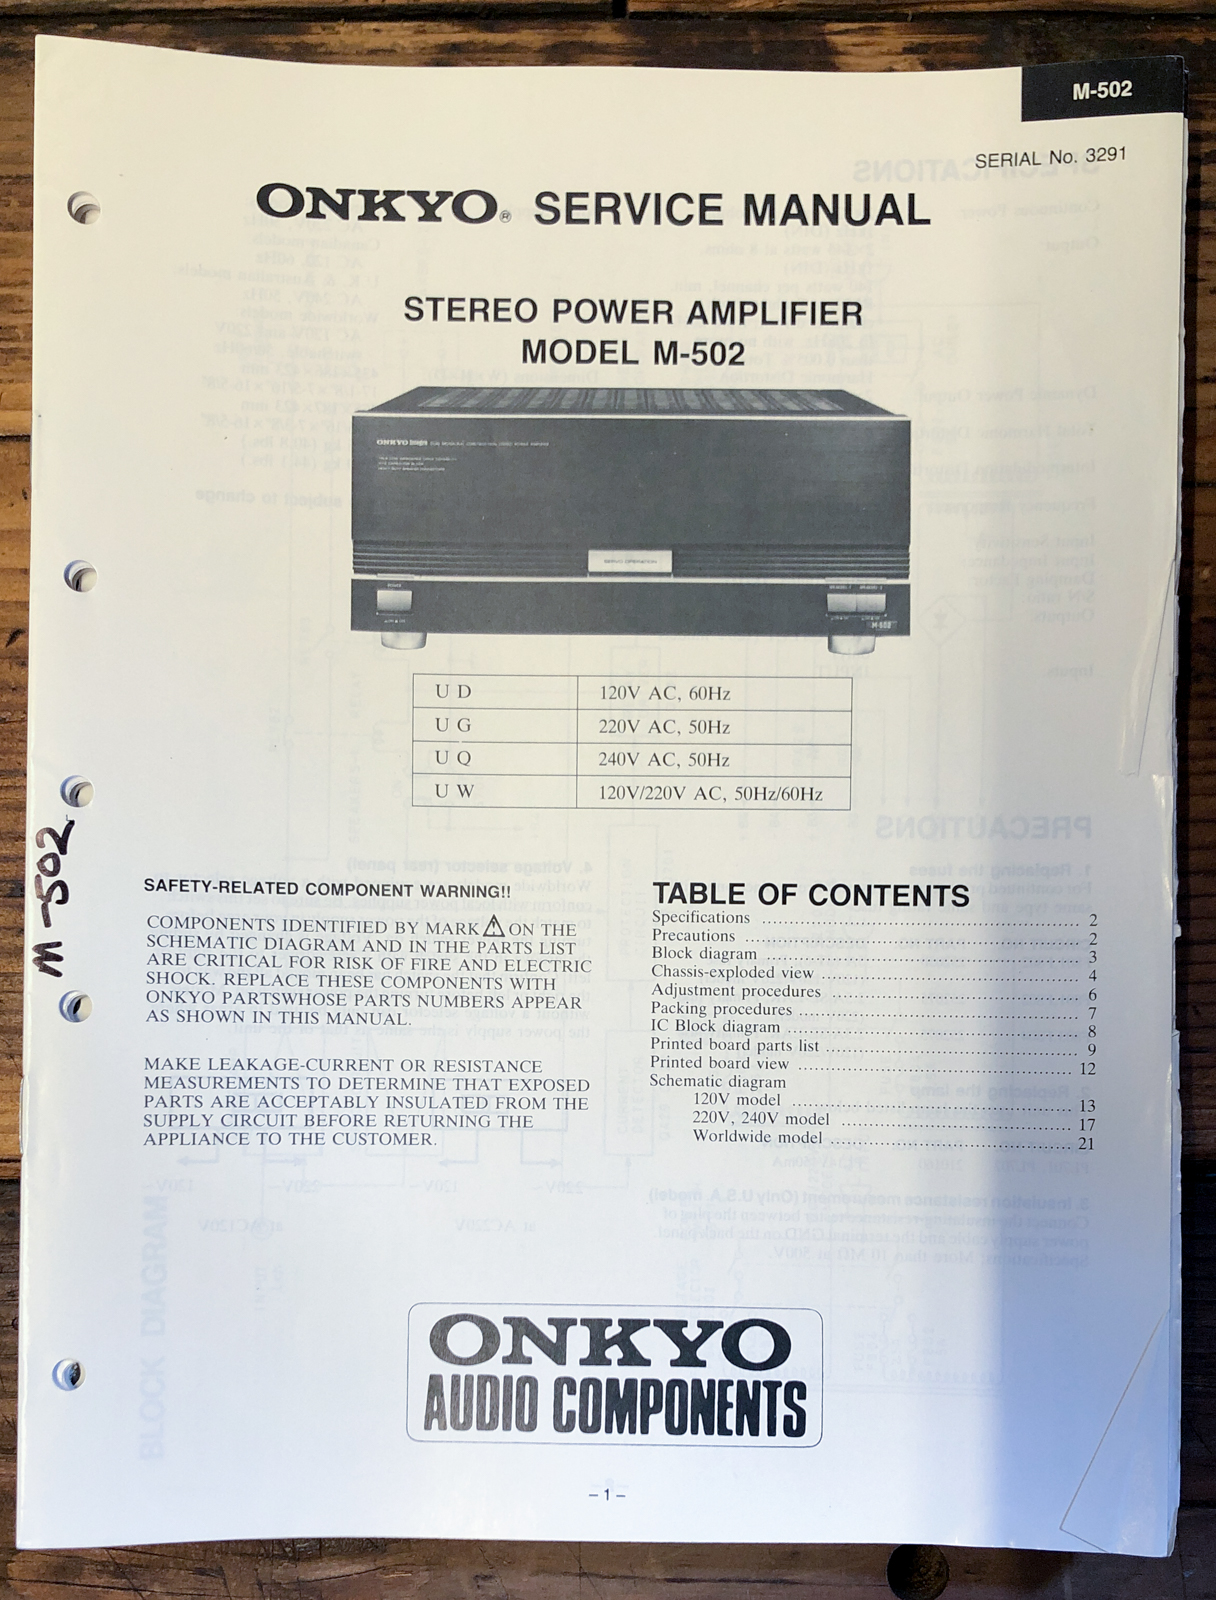 M-502
SERIAL No. 3291
ONKYO® SERVICE MANUAL
STEREO POWER AMPLIFIER
MODEL M-502
ONKYO
SERVO OPERATION
POWER
M-502
U D 120V AC, 60Hz
U G 220V AC, 50Hz
U Q 240V AC, 50Hz
U W 120V/220V AC, 50Hz/60Hz
M-502
SAFETY-RELATED COMPONENT WARNING!!
COMPONENTS IDENTIFIED BY MARK ⚠ ON THE
SCHEMATIC DIAGRAM AND IN THE PARTS LIST
ARE CRITICAL FOR RISK OF FIRE AND ELECTRIC
SHOCK. REPLACE THESE COMPONENTS WITH
ONKYO PARTSWHOSE PARTS NUMBERS APPEAR
AS SHOWN IN THIS MANUAL.
MAKE LEAKAGE-CURRENT OR RESISTANCE
MEASUREMENTS TO DETERMINE THAT EXPOSED
PARTS ARE ACCEPTABLY INSULATED FROM THE
SUPPLY CIRCUIT BEFORE RETURNING THE
APPLIANCE TO THE CUSTOMER.
TABLE OF CONTENTS
Specifications ........ 2
Precautions ........ 2
Block diagram ........ 3
Chassis-exploded view ........ 4
Adjustment procedures ........ 6
Packing procedures ........ 7
IC Block diagram ........ 8
Printed board parts list ........ 9
Printed board view ........ 12
Schematic diagram
120V model ........ 13
220V, 240V model ........ 17
Worldwide model ........ 21
ONKYO
AUDIO COMPONENTS
– 1 –